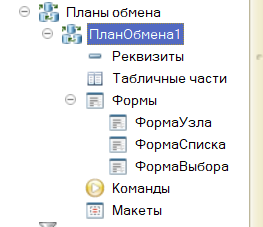 Планы обмена
ПланОбмена1
Реквизиты
Табличные части
Формы
ФормаУзла
ФормаСписка
ФормаВыбора
Команды
Макеты